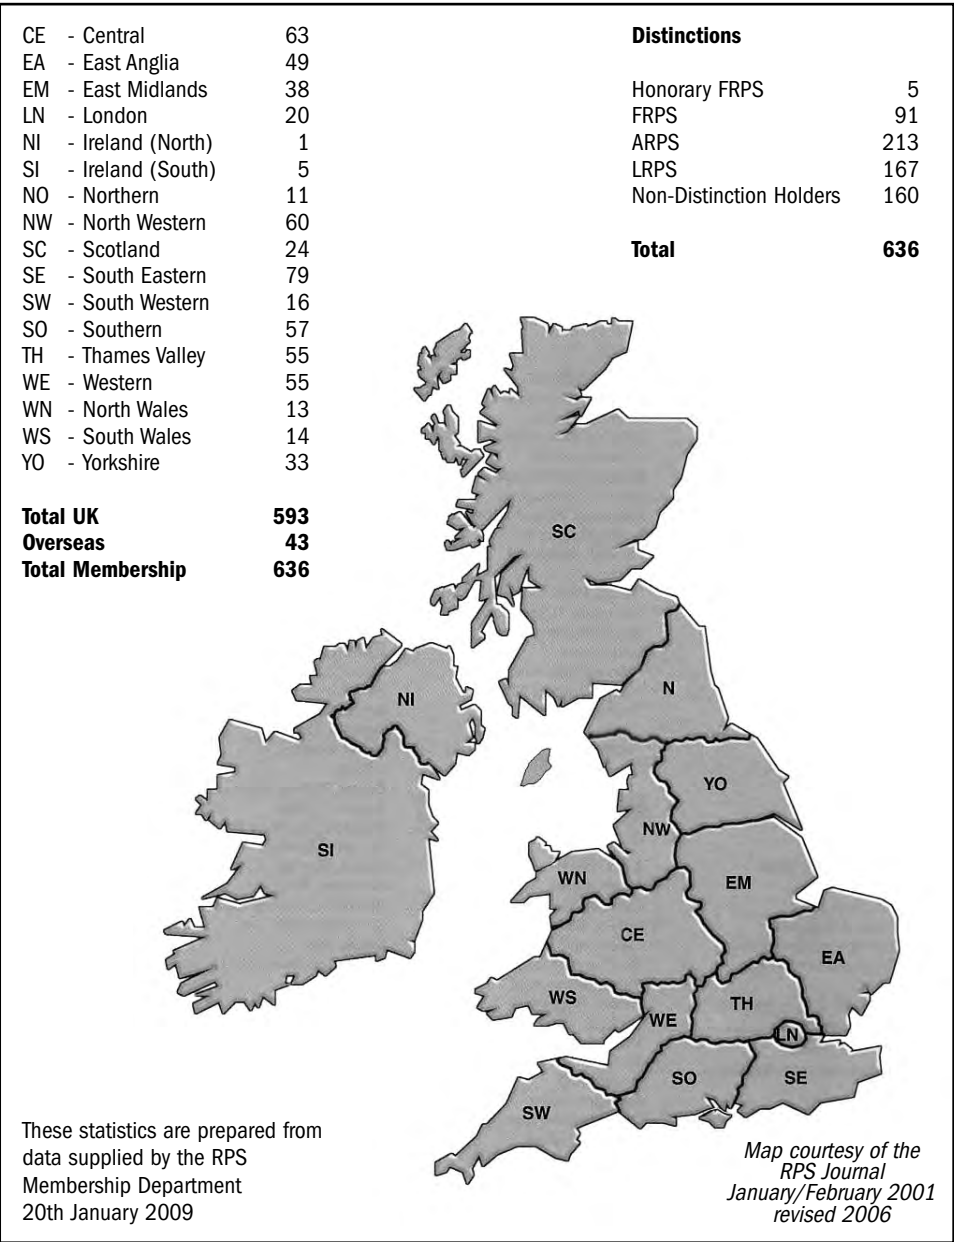 CE - Central 63
EA - East Anglia 49
EM - East Midlands 38
LN - London 20
NI - Ireland (North) 1
SI - Ireland (South) 5
NO - Northern 11
NW - North Western 60
SC - Scotland 24
SE - South Eastern 79
SW - South Western 16
SO - Southern 57
TH - Thames Valley 55
WE - Western 55
WN - North Wales 13
WS - South Wales 14
YO - Yorkshire 33
Total UK 593
Overseas 43
Total Membership 636
Distinctions
Honorary FRPS 5
FRPS 91
ARPS 213
LRPS 167
Non-Distinction Holders 160
Total 636
SC
N
NI
YO
NW
SI
WN
EM
CE
EA
WS
TH
WE
LN
SO
SE
SW
These statistics are prepared from
data supplied by the RPS
Membership Department
20th January 2009
Map courtesy of the
RPS Journal
January/February 2001
revised 2006